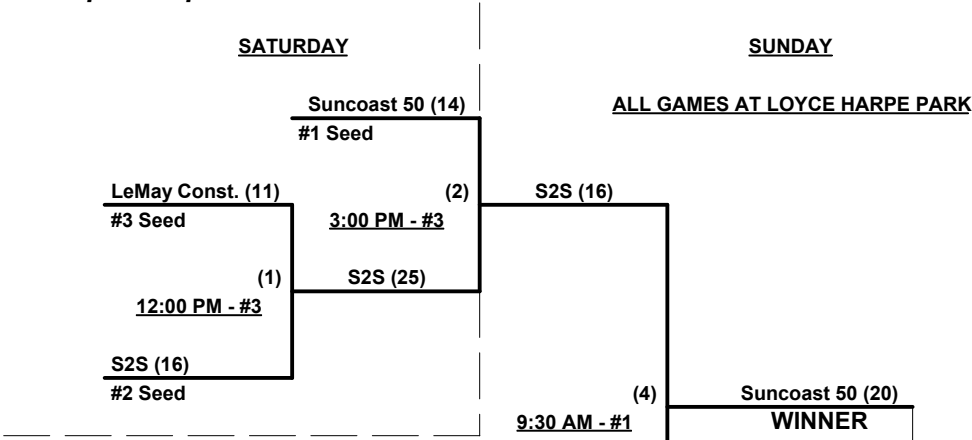 SATURDAY
SUNDAY
Suncoast 50 (14)
ALL GAMES AT LOYCE HARPE PARK
#1 Seed
LeMay Const. (11)
(2)
S2S (16)
#3 Seed
3:00 PM - #3
(1)
S2S (25)
12:00 PM - #3
S2S (16)
#2 Seed
(4)
Suncoast 50 (20)
9:30 AM - #1
WINNER